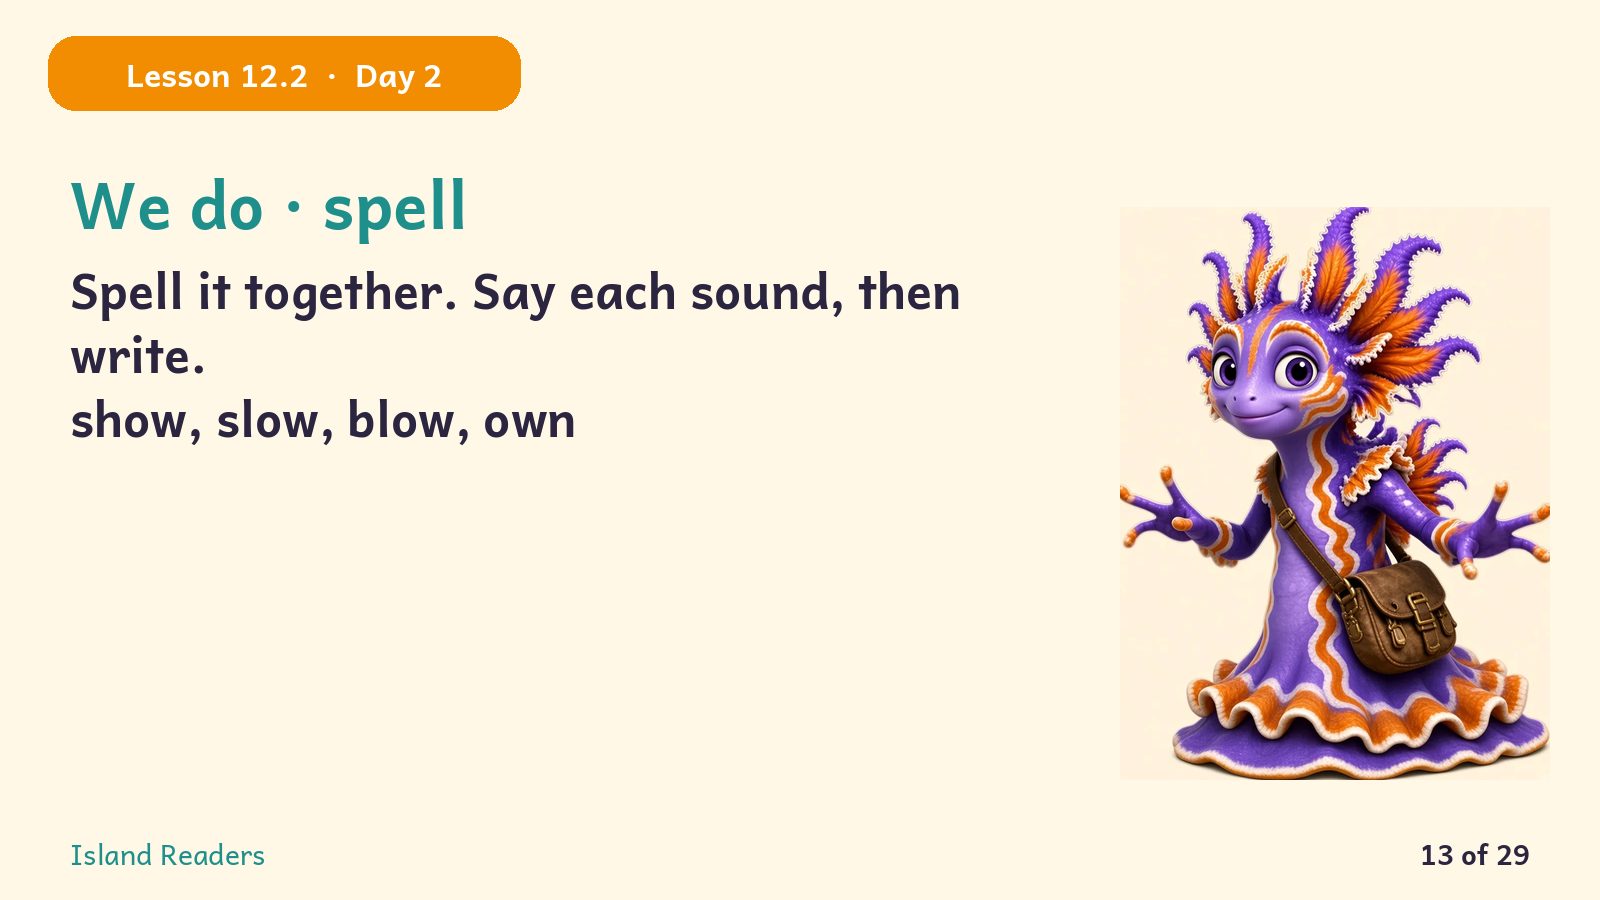 Lesson 12.2 · Day 2
We do · spell
Spell it together. Say each sound, then
write.
show, slow, blow, own
Island Readers
13 of 29